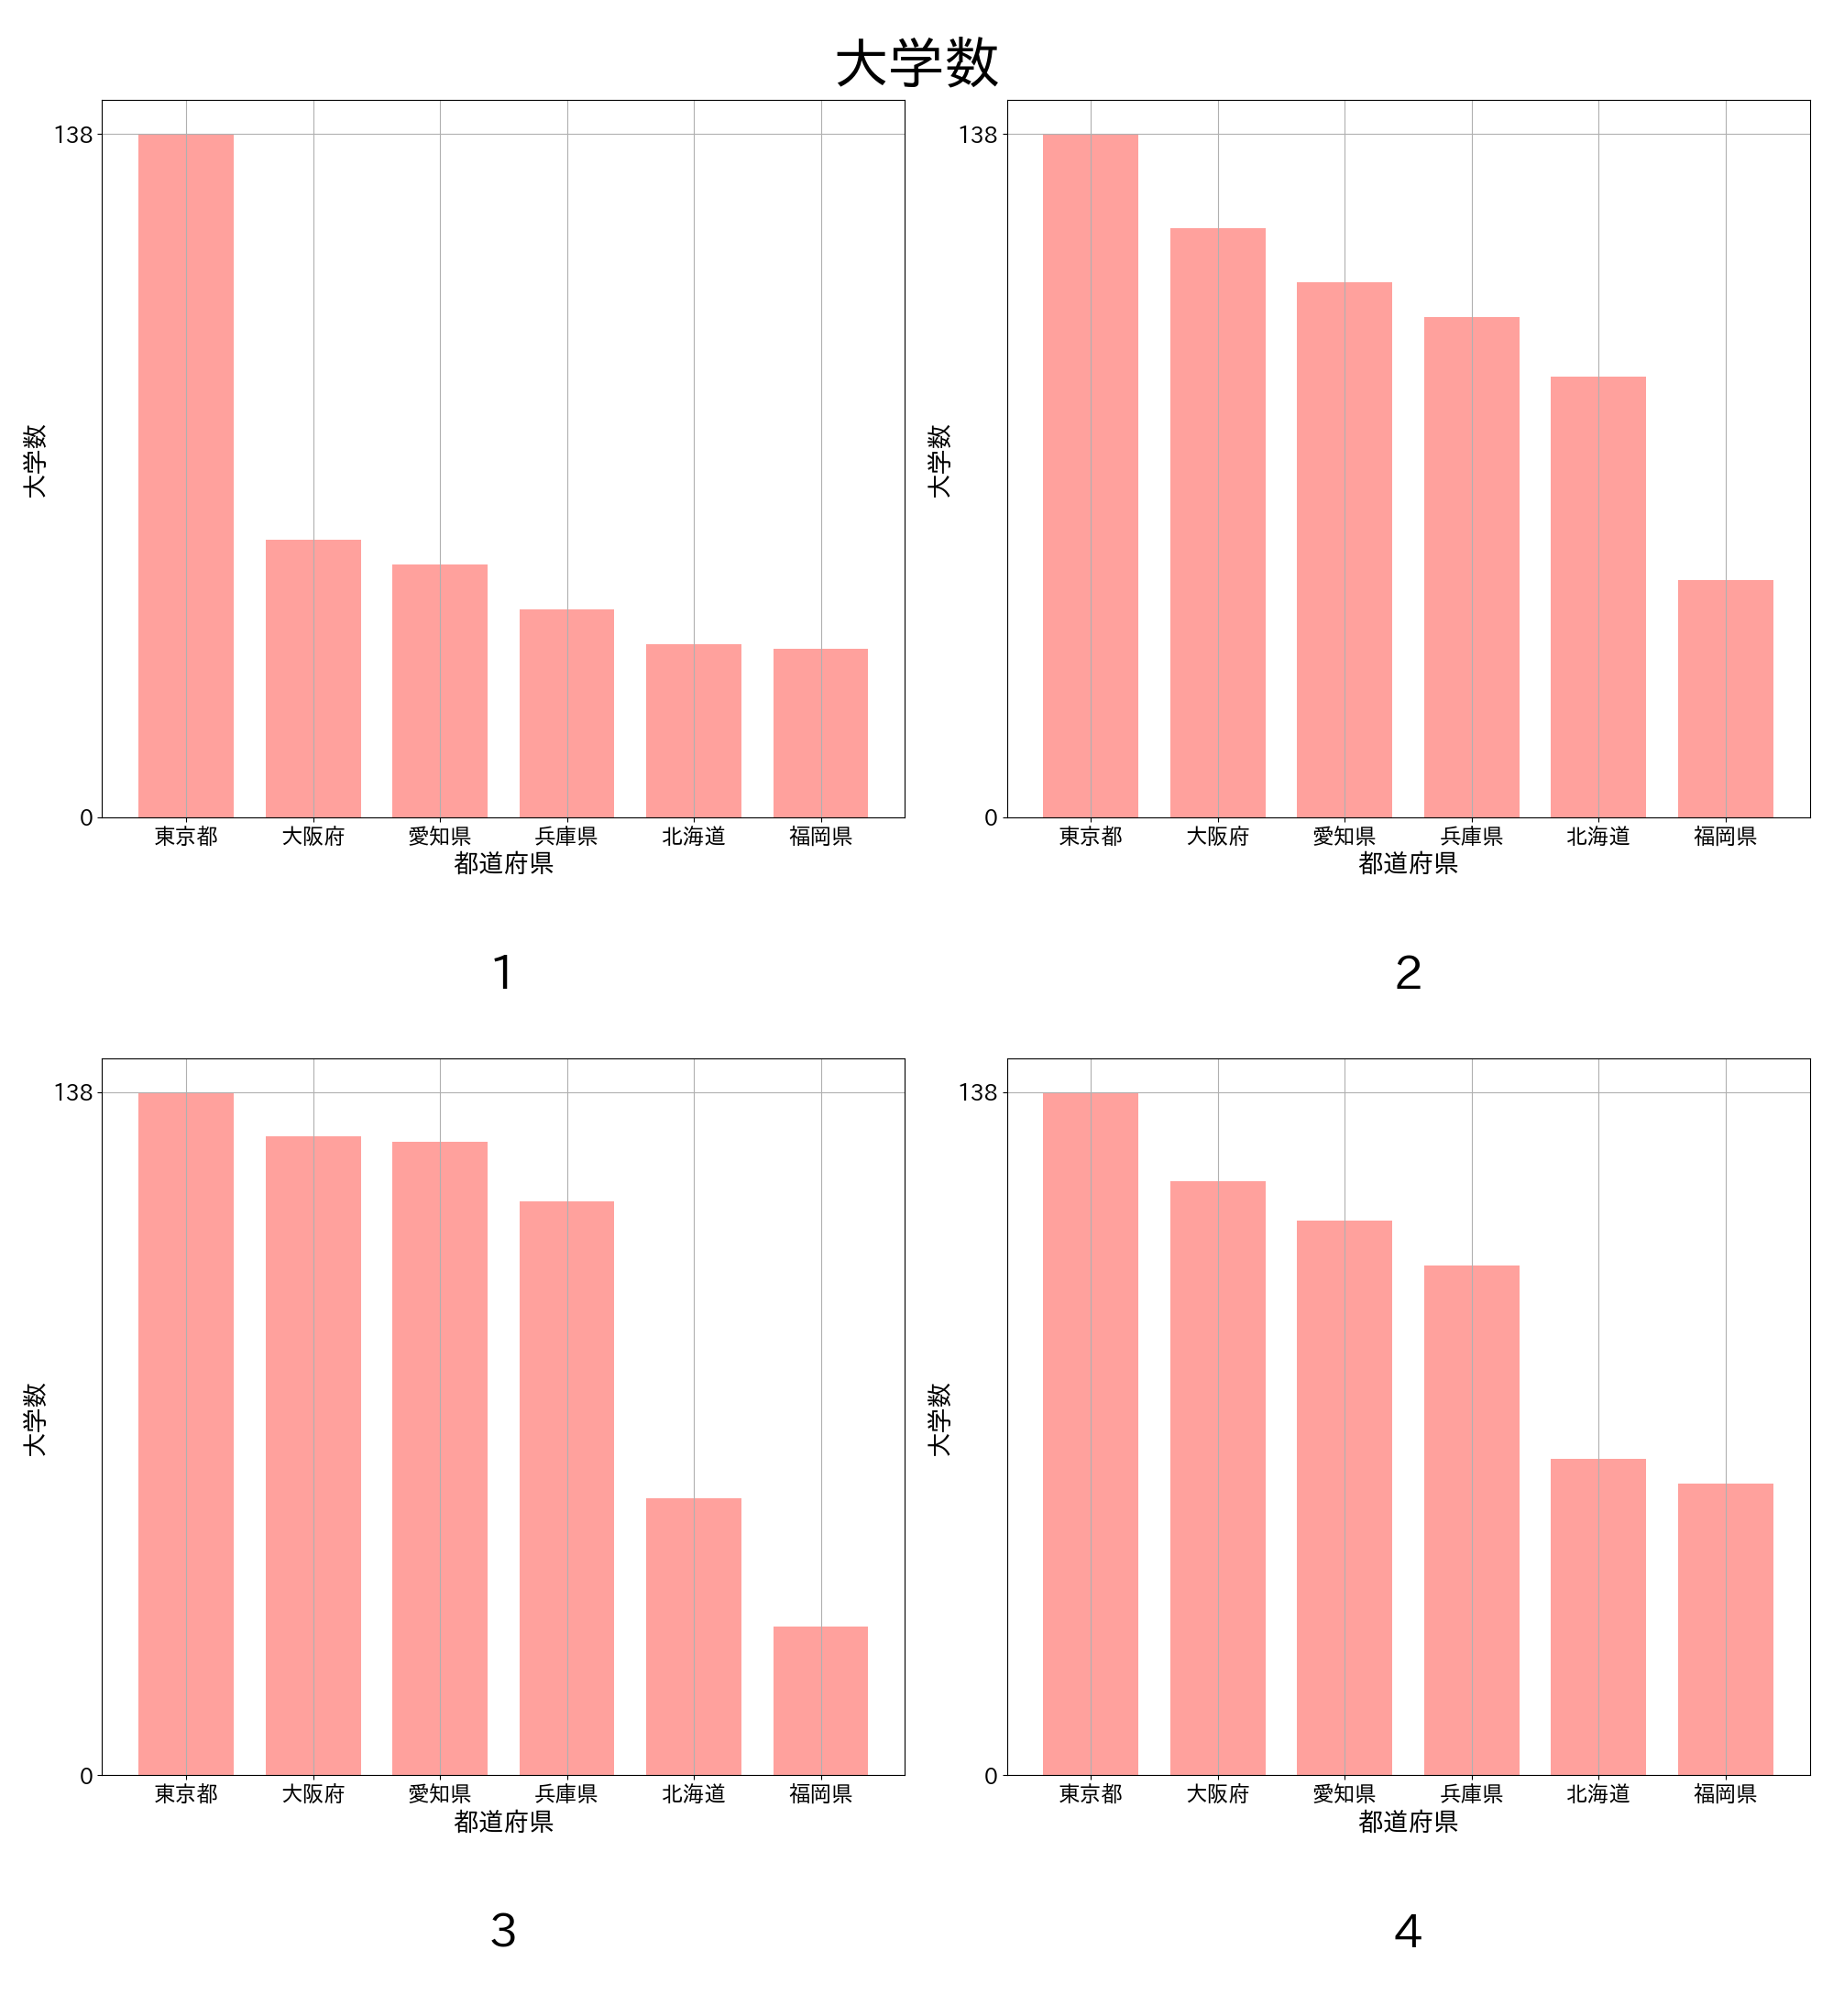 大学数
138
0
大学数
東京都 大阪府 愛知県 兵庫県 北海道 福岡県
都道府県
1
138
0
大学数
東京都 大阪府 愛知県 兵庫県 北海道 福岡県
都道府県
2
138
0
大学数
東京都 大阪府 愛知県 兵庫県 北海道 福岡県
都道府県
3
138
0
大学数
東京都 大阪府 愛知県 兵庫県 北海道 福岡県
都道府県
4